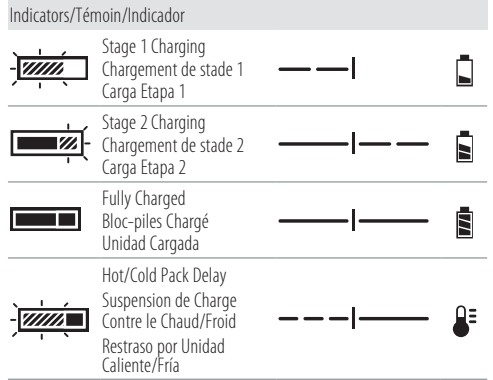 Indicators/Témoin/Indicador
Stage 1 Charging
Chargement de stade 1
Carga Etapa 1
Stage 2 Charging
Chargement de stade 2
Carga Etapa 2
Fully Charged
Bloc-piles Chargé
Unidad Cargada
Hot/Cold Pack Delay
Suspension de Charge
Contre le Chaud/Froid
Restraso por Unidad
Caliente/Fría